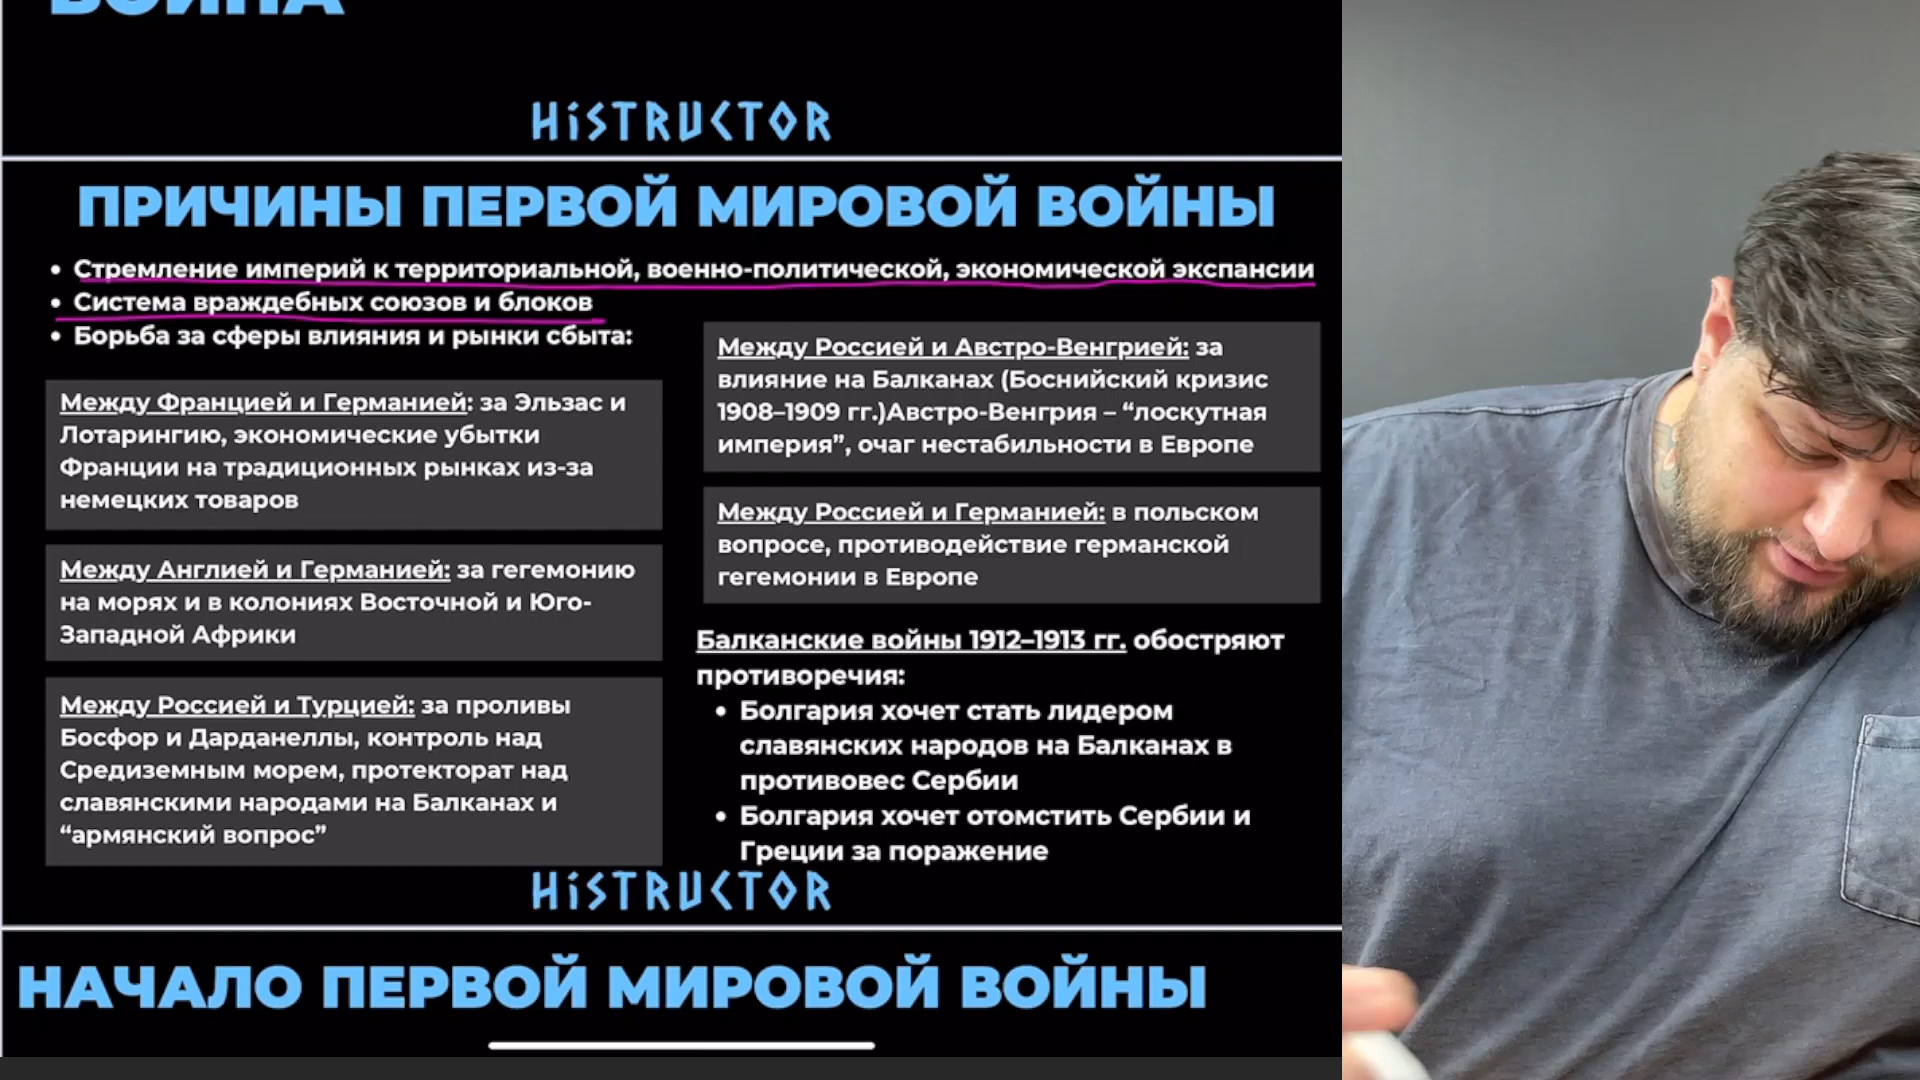 ВОЙНА
HiSTRUCTOR
ПРИЧИНЫ ПЕРВОЙ МИРОВОЙ ВОЙНЫ
• Стремление империй к территориальной, военно-политической, экономической экспансии
• Система враждебных союзов и блоков
• Борьба за сферы влияния и рынки сбыта:
Между Францией и Германией: за Эльзас и
Лотарингию, экономические убытки
Франции на традиционных рынках из-за
немецких товаров
Между Англией и Германией: за гегемонию
на морях и в колониях Восточной и Юго-
Западной Африки
Между Россией и Турцией: за проливы
Босфор и Дарданеллы, контроль над
Средиземным морем, протекторат над
славянскими народами на Балканах и
“армянский вопрос”
Между Россией и Австро-Венгрией: за
влияние на Балканах (Боснийский кризис
1908–1909 гг.)Австро-Венгрия – “лоскутная
империя”, очаг нестабильности в Европе
Между Россией и Германией: в польском
вопросе, противодействие германской
гегемонии в Европе
Балканские войны 1912–1913 гг. обостряют
противоречия:
• Болгария хочет стать лидером
славянских народов на Балканах в
противовес Сербии
• Болгария хочет отомстить Сербии и
Греции за поражение
HiSTRUCTOR
НАЧАЛО ПЕРВОЙ МИРОВОЙ ВОЙНЫ